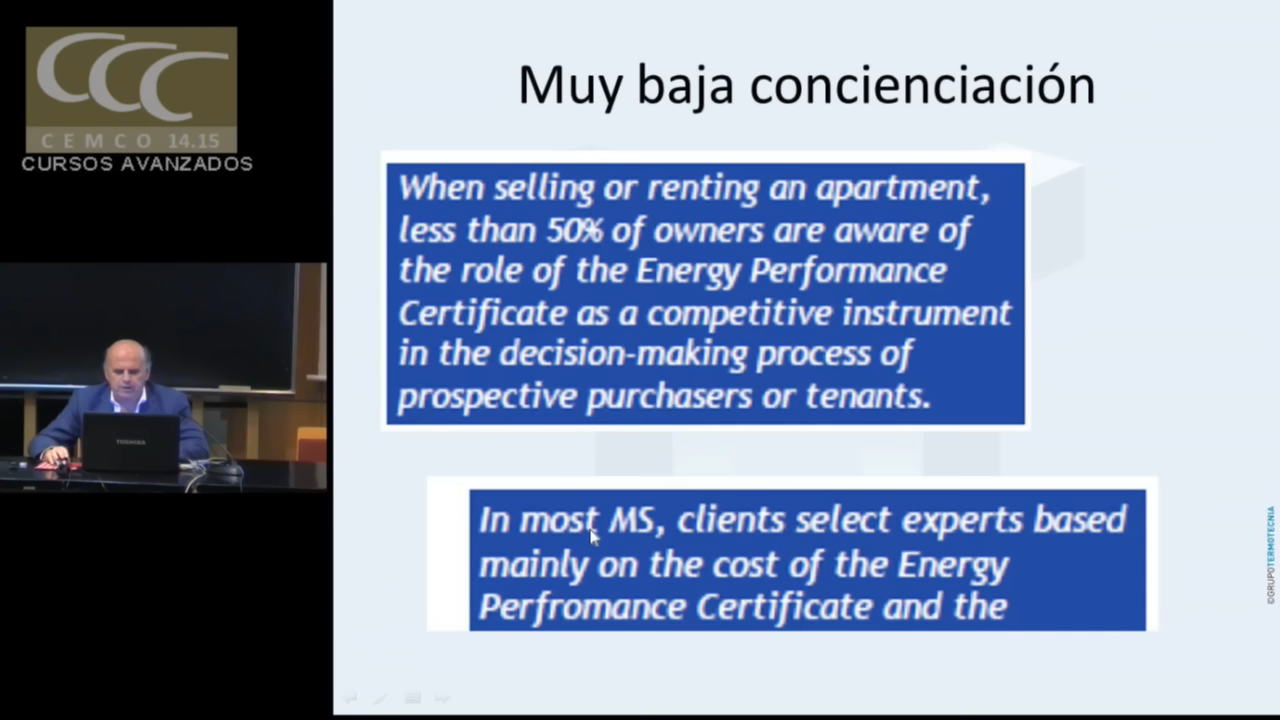 CCC
CEMCO 14.15
CURSOS AVANZADOS
Muy baja concienciación
When selling or renting an apartment,
less than 50% of owners are aware of
the role of the Energy Performance
Certificate as a competitive instrument
in the decision-making process of
prospective purchasers or tenants.
In most MS, clients select experts based
mainly on the cost of the Energy
Perfromance Certificate and the
TOSHIBA
©GRUPOTERMOTECNIA